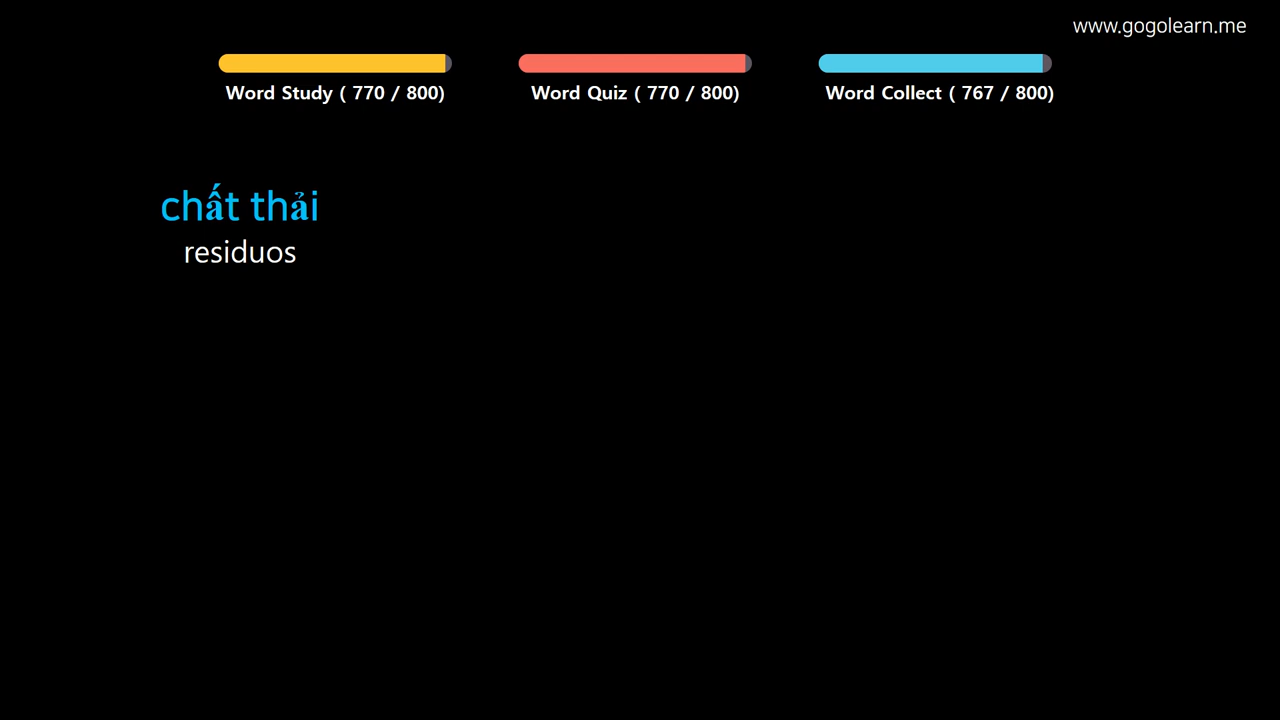 www.gogolearn.me
Word Study ( 770 / 800)
Word Quiz ( 770 / 800)
Word Collect ( 767 / 800)
chất thải
residuos